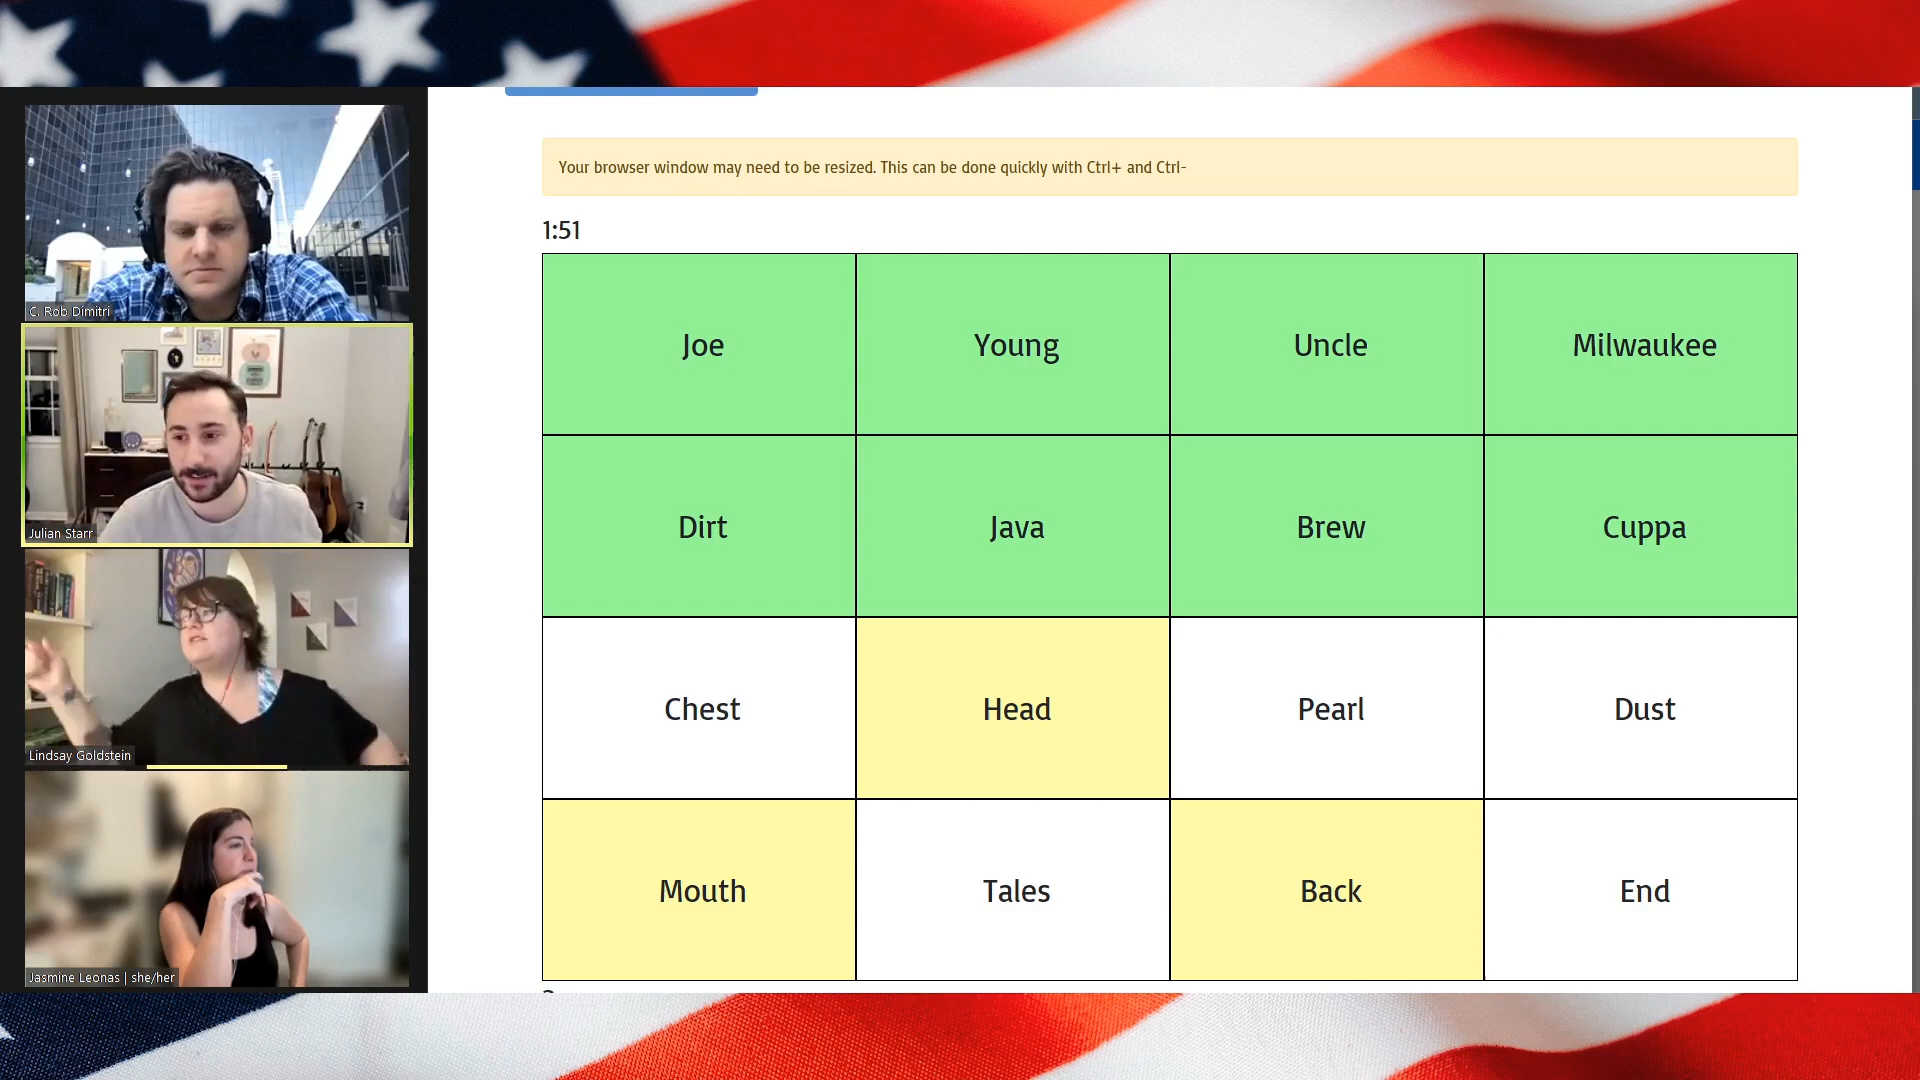 Your browser window may need to be resized. This can be done quickly with Ctrl+ and Ctrl-
1:51
Joe Young Uncle Milwaukee
Dirt Java Brew Cuppa
Chest Head Pearl Dust
Mouth Tales Back End
C. Rob Dimitri
Julian Starr
Lindsay Goldstein
Jasmine Leonas | she/her